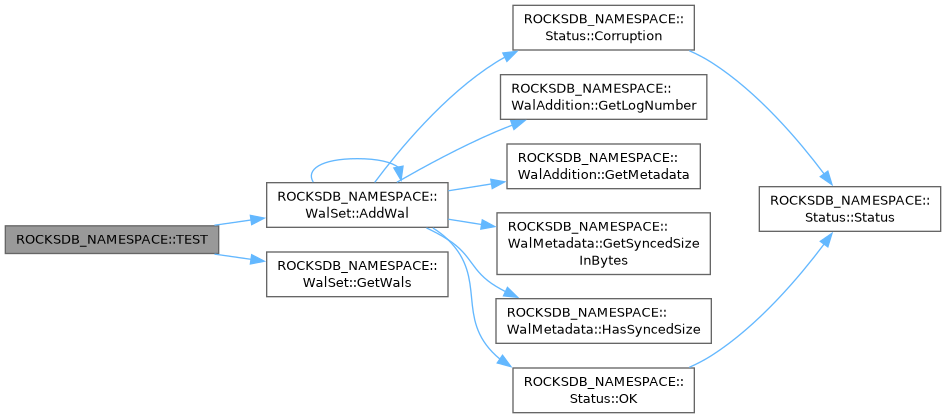 ROCKSDB_NAMESPACE::TEST
ROCKSDB_NAMESPACE::
WalSet::AddWal
ROCKSDB_NAMESPACE::
WalSet::GetWals
ROCKSDB_NAMESPACE::
Status::Corruption
ROCKSDB_NAMESPACE::
WalAddition::GetLogNumber
ROCKSDB_NAMESPACE::
WalAddition::GetMetadata
ROCKSDB_NAMESPACE::
WalMetadata::GetSyncedSize
InBytes
ROCKSDB_NAMESPACE::
WalMetadata::HasSyncedSize
ROCKSDB_NAMESPACE::
Status::OK
ROCKSDB_NAMESPACE::
Status::Status